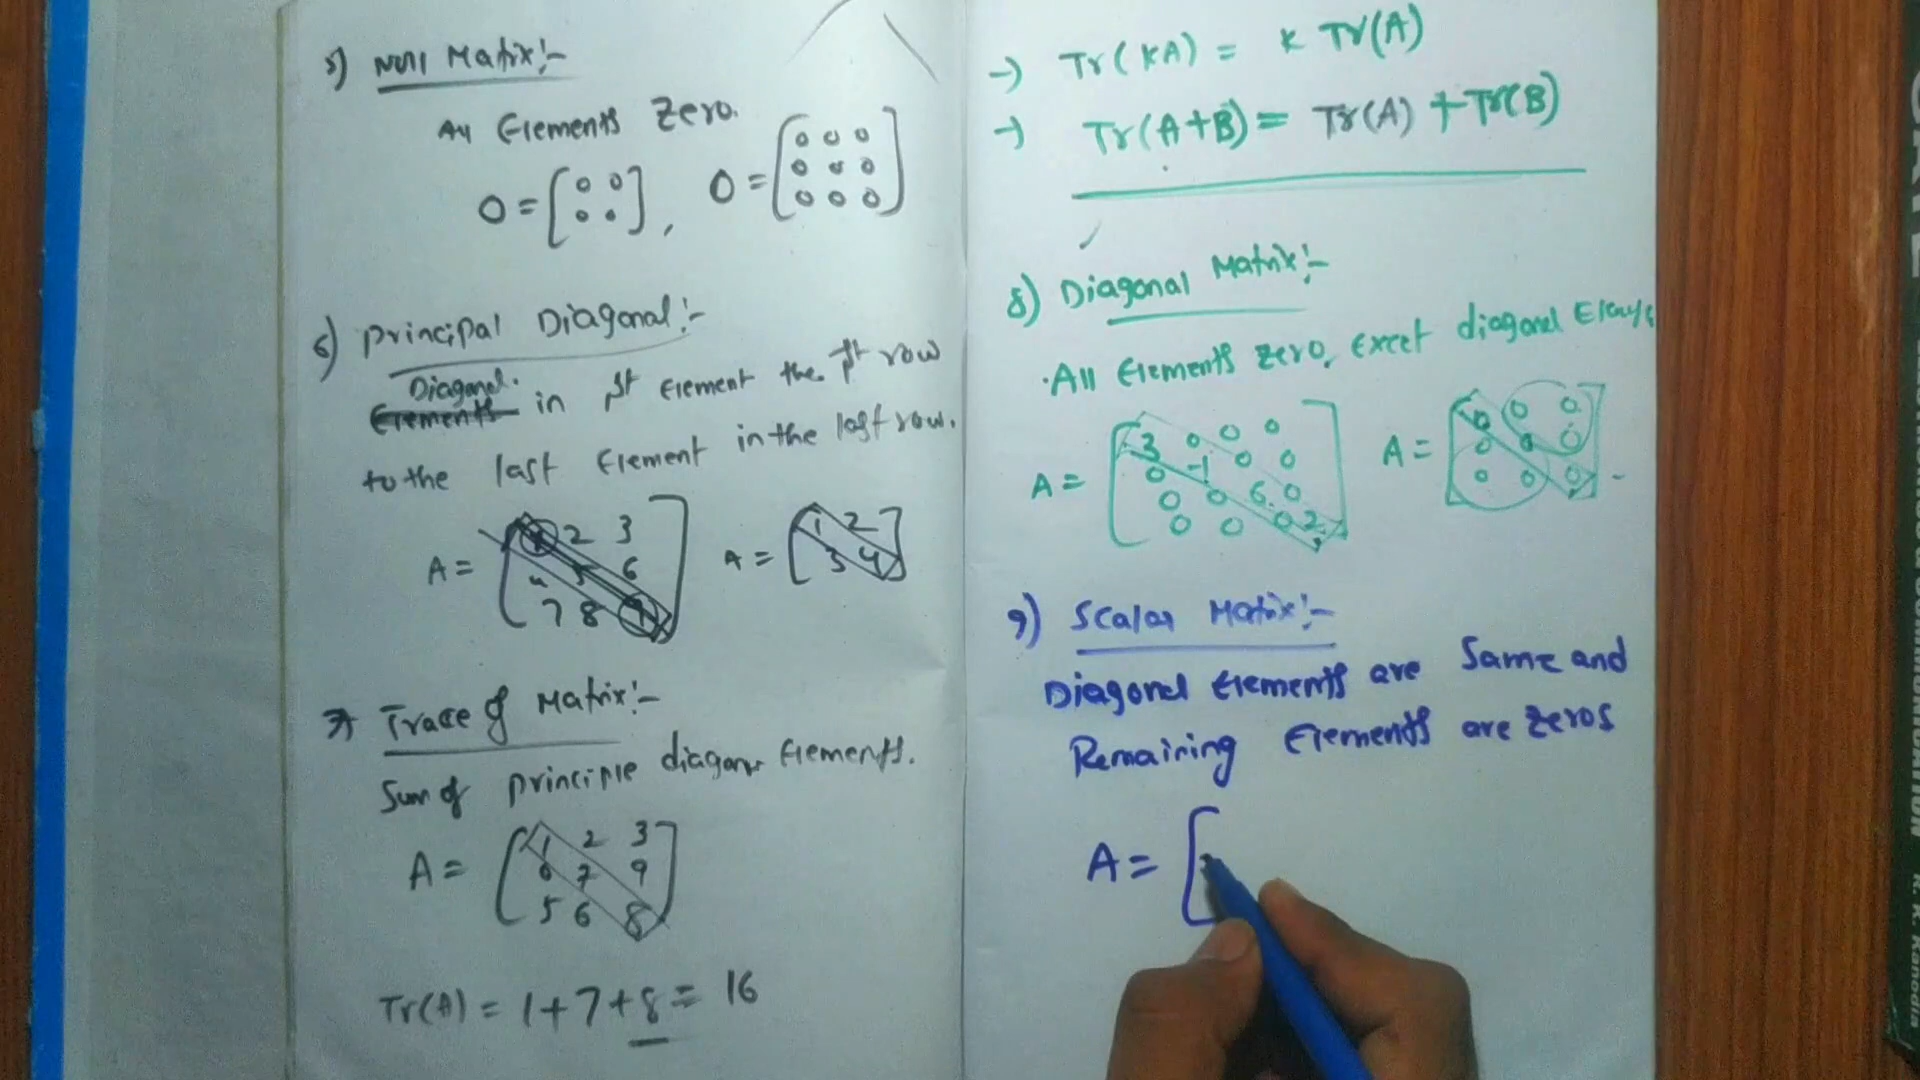 5) Null Matrix:-
All Elements Zero.
O = [0 0
0 0], O = [0 0 0
0 0 0
0 0 0]
6) Principal Diagonal:-
Diagonal.
Elements in 1st Element the 1st row
to the last Element in the last row.
A = [1 2 3
4 5 6
7 8 9] A = [1 2
3 4]
7) Trace of Matrix:-
Sum of principle diagonal Elements.
A = [1 2 3
0 7 9
5 6 8]
Tr(A) = 1+7+8 = 16
-> Tr(KA) = K Tr(A)
-> Tr(A+B) = Tr(A) + Tr(B)
8) Diagonal Matrix:-
All Elements zero, Excet diagonal
A = [3 0 0 0
0 -1 0 0
0 0 6 0
0 0 0 2] A = [0 0 0
0 0 0
0 0 0]
9) Scalar Matrix:-
Diagonal Elements are Same and
Remaining Elements are Zeros
A = [
R. K. Kanodia